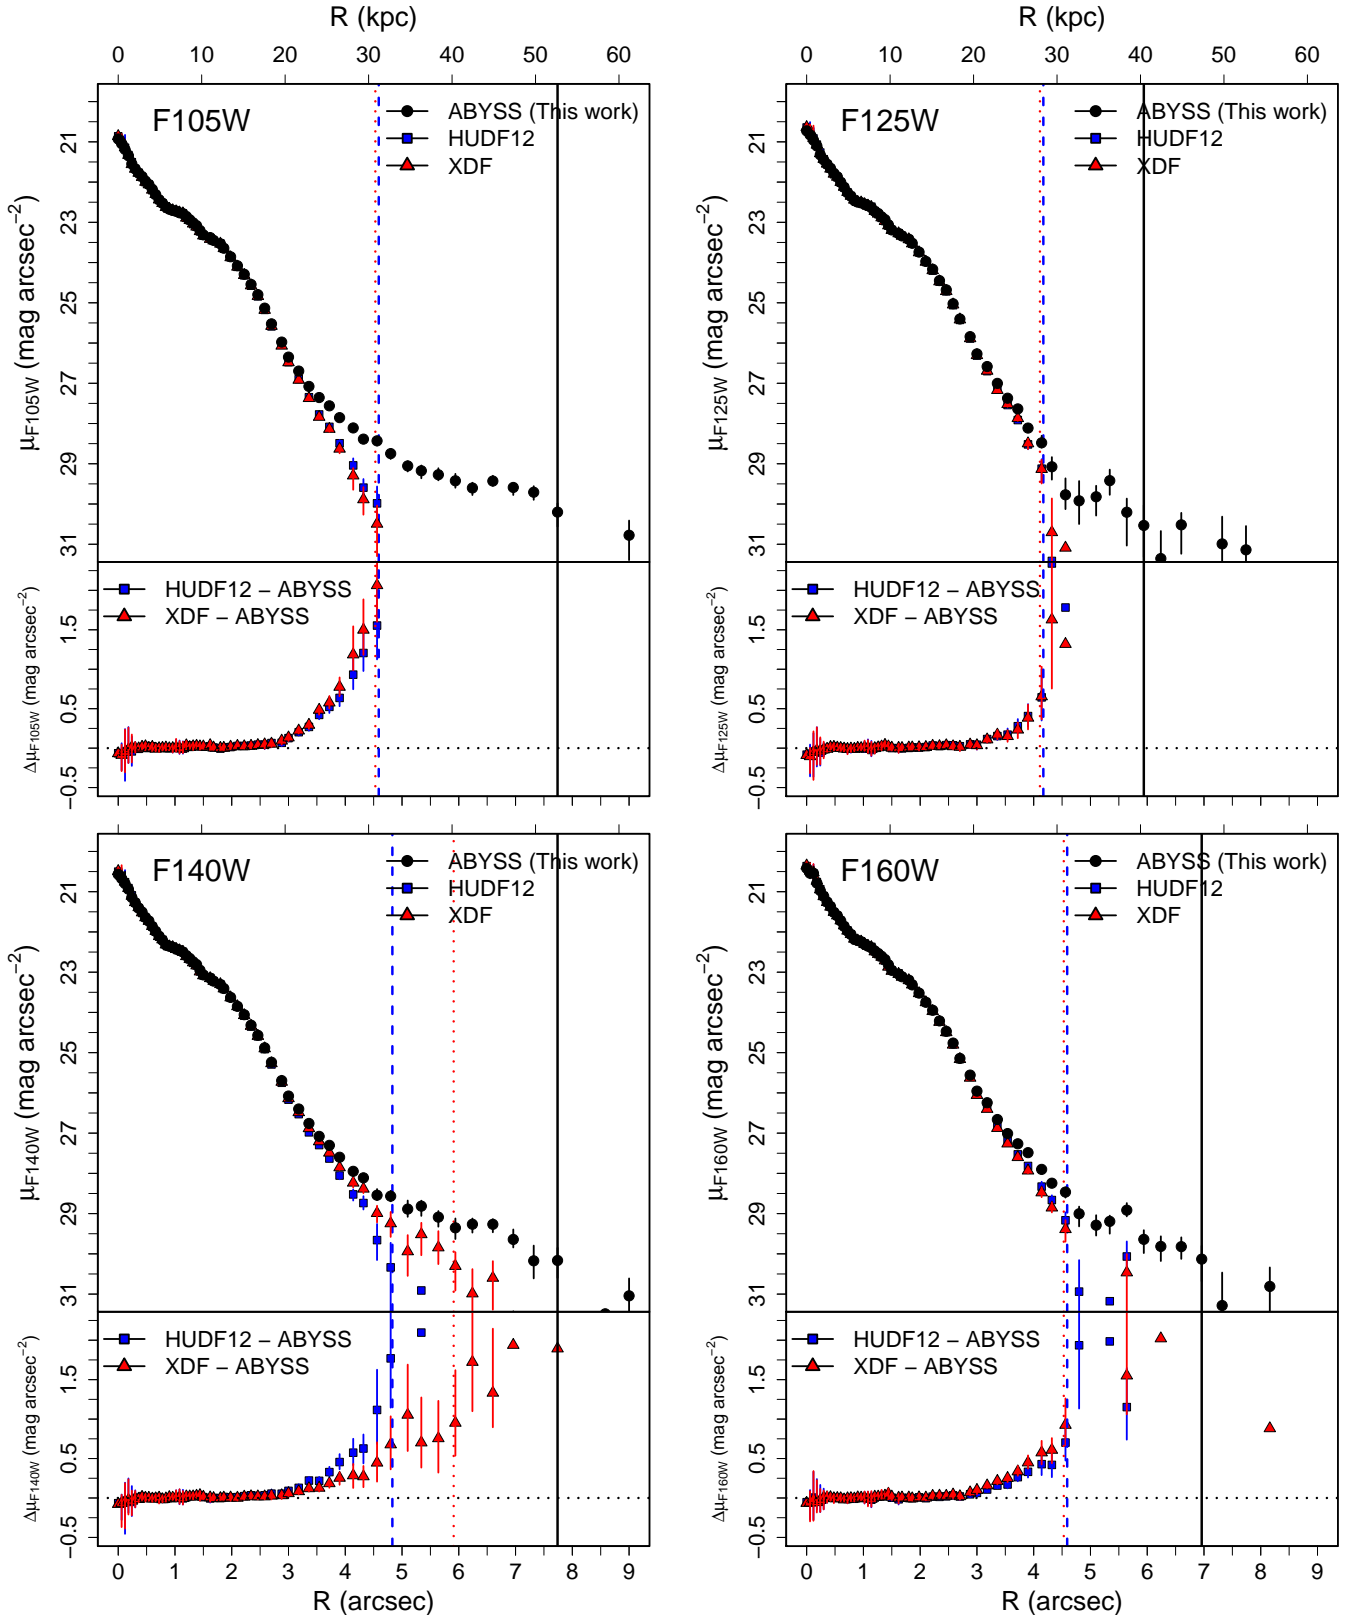 R (kpc)
0 10 20 30 40 50 60
F105W
ABYSS (This work)
HUDF12
XDF
21 23 25 27 29 31
μF105W (mag arcsec−2)
HUDF12 − ABYSS
XDF − ABYSS
−0.5 0.5 1.5
ΔμF105W (mag arcsec−2)
R (kpc)
0 10 20 30 40 50 60
F125W
ABYSS (This work)
HUDF12
XDF
21 23 25 27 29 31
μF125W (mag arcsec−2)
HUDF12 − ABYSS
XDF − ABYSS
−0.5 0.5 1.5
ΔμF125W (mag arcsec−2)
F140W
ABYSS (This work)
HUDF12
XDF
21 23 25 27 29 31
μF140W (mag arcsec−2)
HUDF12 − ABYSS
XDF − ABYSS
−0.5 0.5 1.5
ΔμF140W (mag arcsec−2)
0 1 2 3 4 5 6 7 8 9
R (arcsec)
F160W
ABYSS (This work)
HUDF12
XDF
21 23 25 27 29 31
μF160W (mag arcsec−2)
HUDF12 − ABYSS
XDF − ABYSS
−0.5 0.5 1.5
ΔμF160W (mag arcsec−2)
0 1 2 3 4 5 6 7 8 9
R (arcsec)